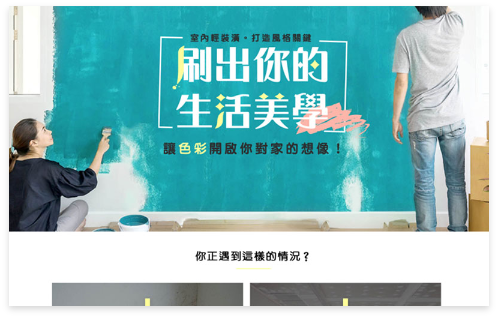 室內輕裝潢・打造風格關鍵
刷出你的
生活美學
讓色彩開啟你對家的想像！
你正遇到這樣的情況？